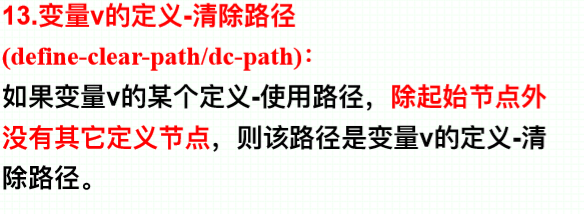 13.变量v的定义-清除路径
(define-clear-path/dc-path)：
如果变量v的某个定义-使用路径，除起始节点外
没有其它定义节点，则该路径是变量v的定义-清
除路径。